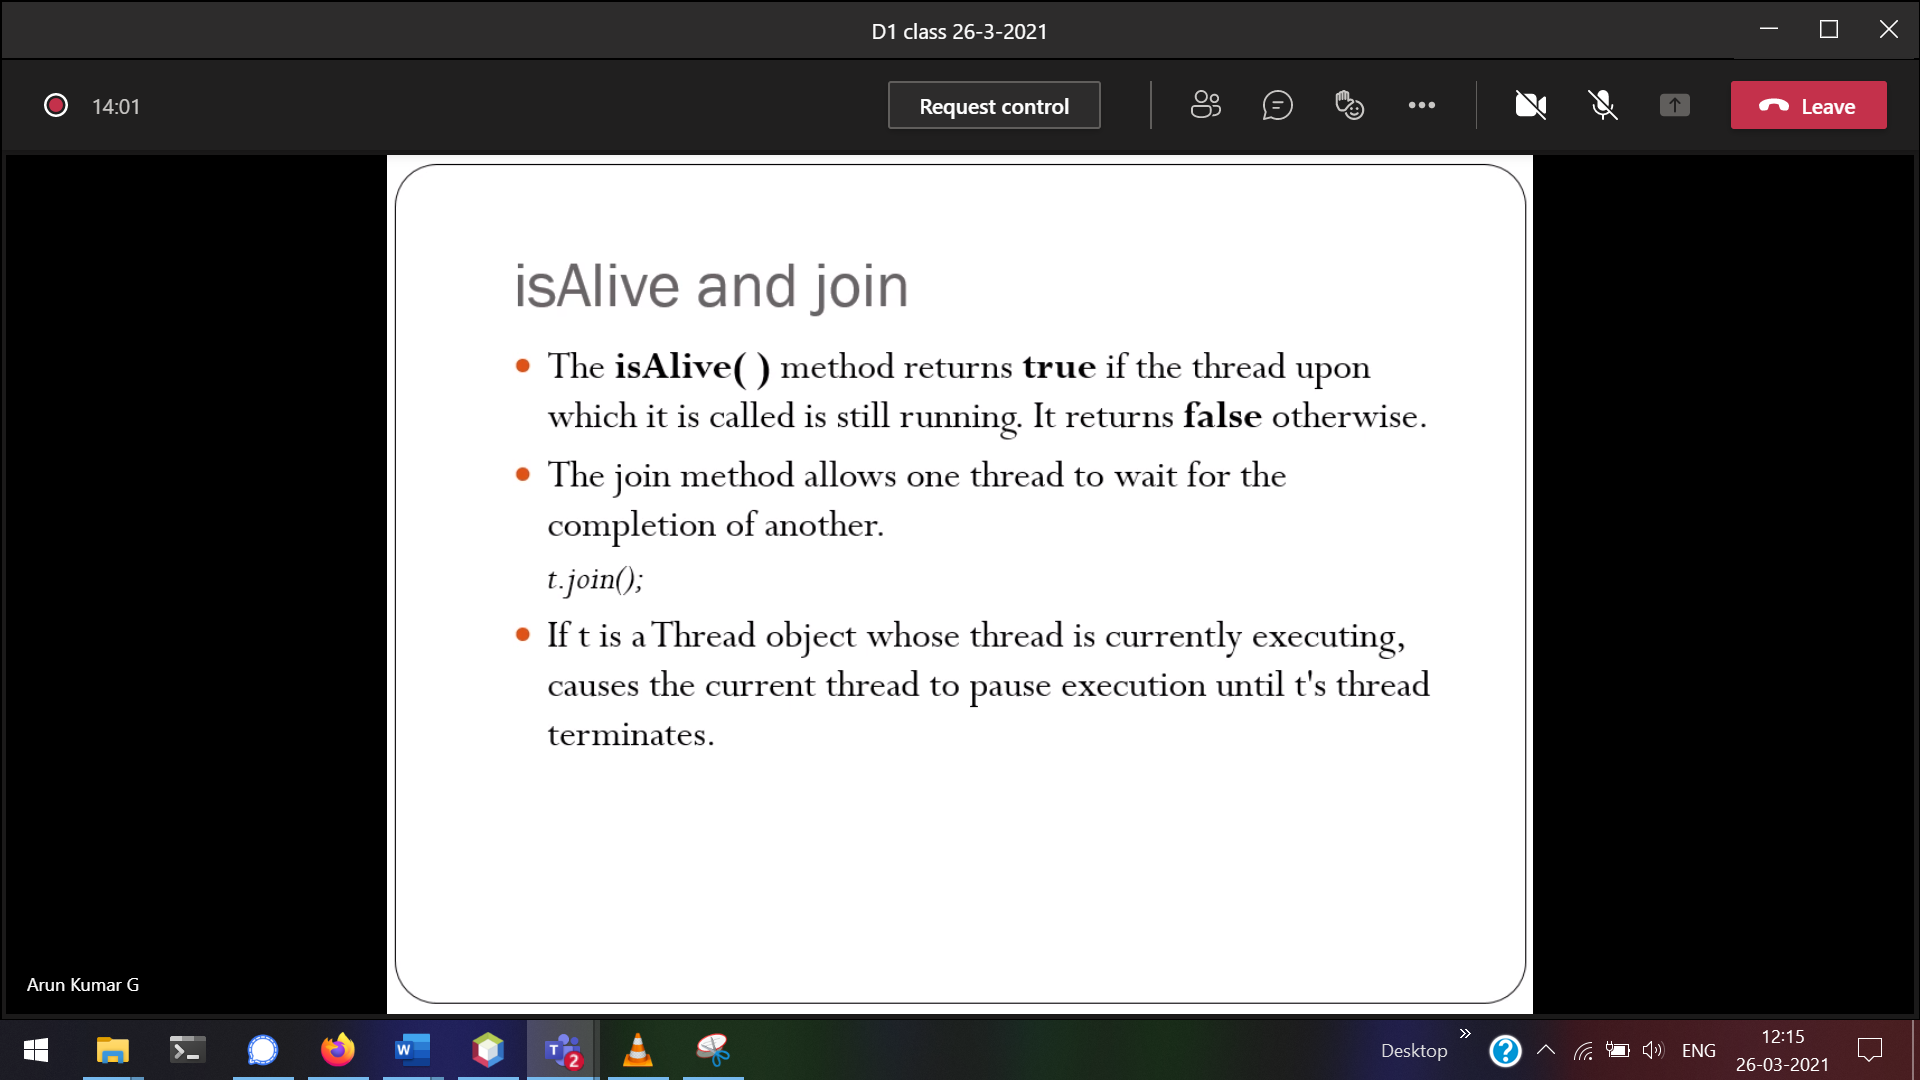 D1 class 26-3-2021
14:01
Request control
Leave
isAlive and join
• The isAlive( ) method returns true if the thread upon
which it is called is still running. It returns false otherwise.
• The join method allows one thread to wait for the
completion of another.
t.join();
• If t is a Thread object whose thread is currently executing,
causes the current thread to pause execution until t's thread
terminates.
Arun Kumar G
W
T
2
Desktop
»
?
ENG
12:15
26-03-2021